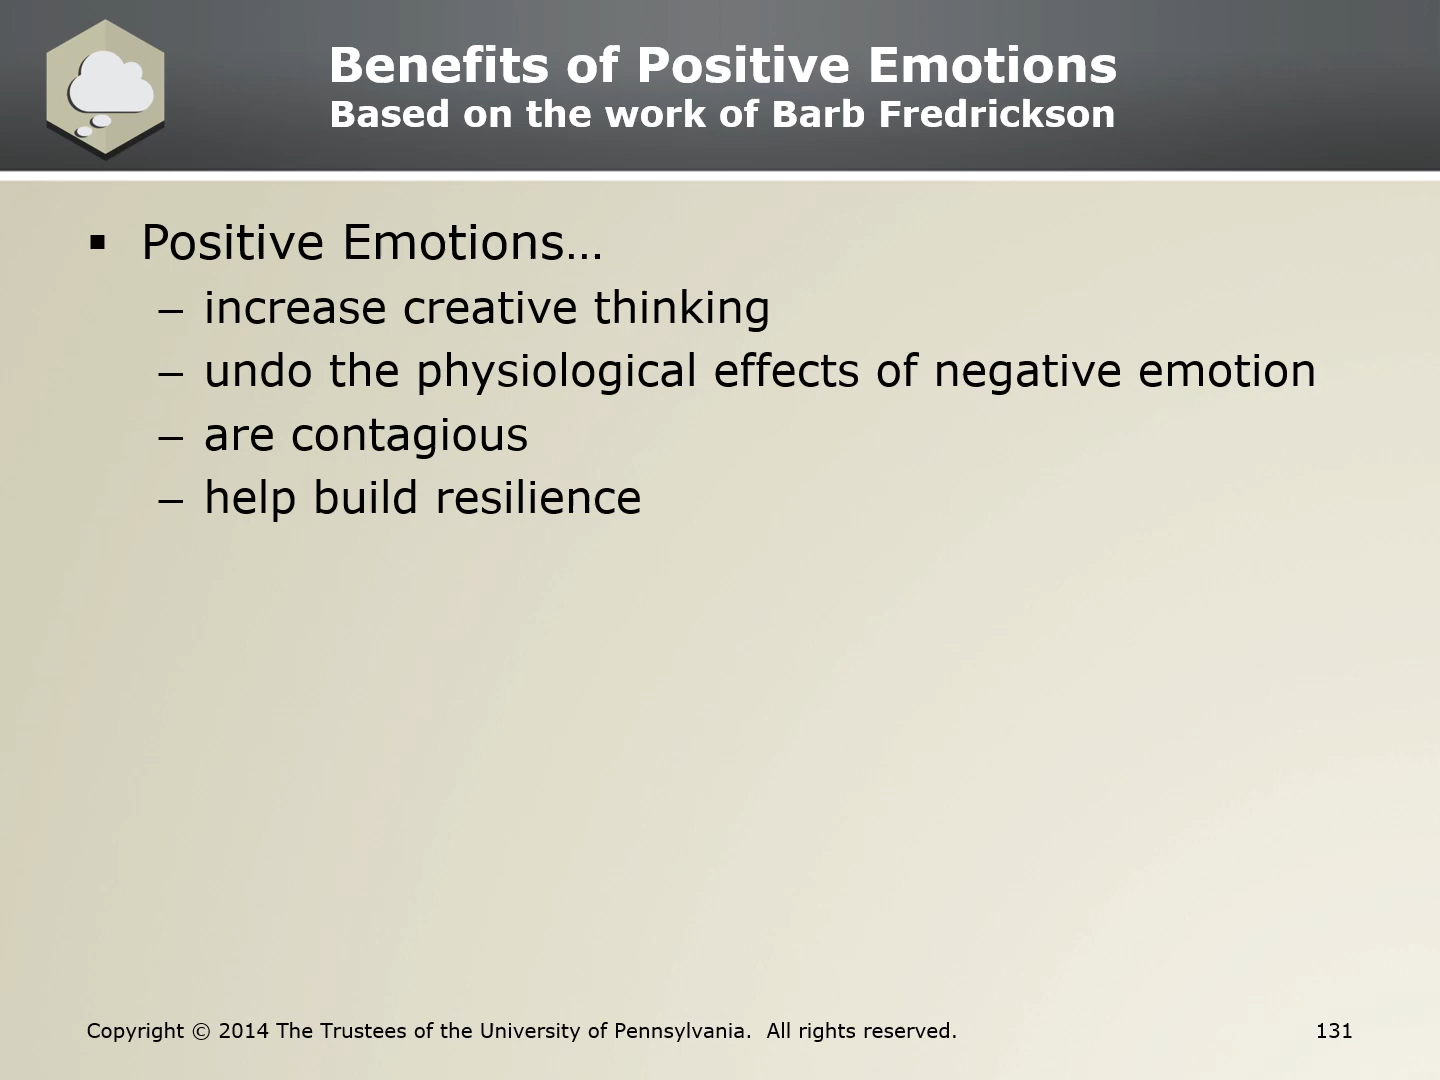 Benefits of Positive Emotions
Based on the work of Barb Fredrickson
▪ Positive Emotions…
– increase creative thinking
– undo the physiological effects of negative emotion
– are contagious
– help build resilience
Copyright © 2014 The Trustees of the University of Pennsylvania.  All rights reserved.
131